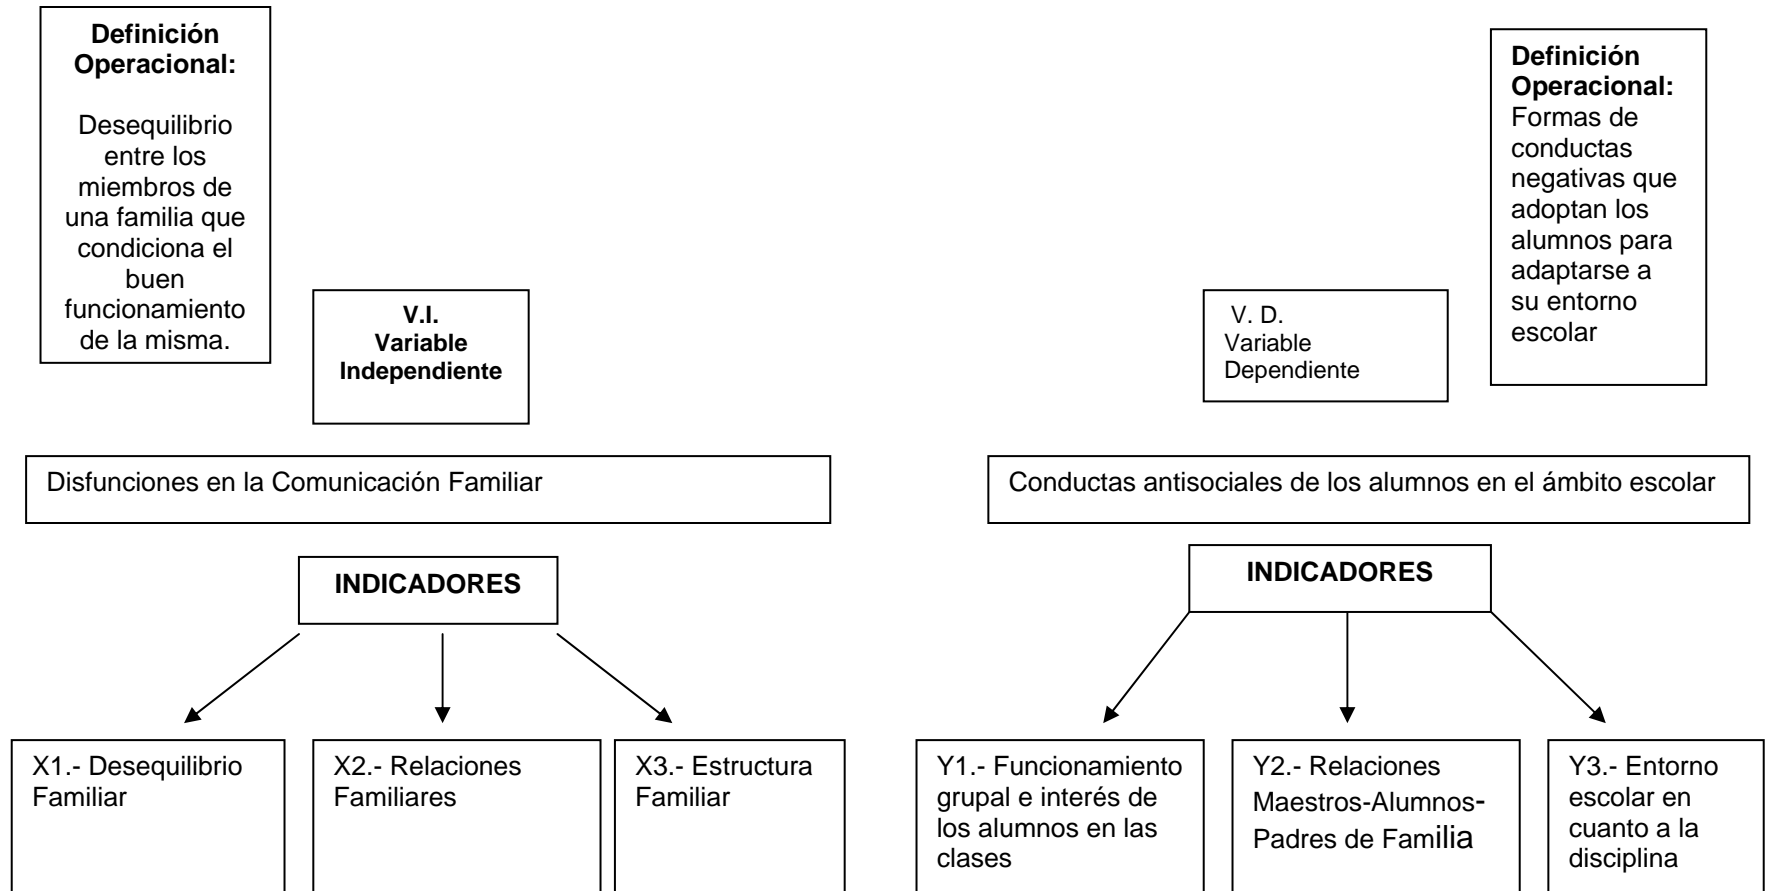 Definición
Operacional:
Desequilibrio
entre los
miembros de
una familia que
condiciona el
buen
funcionamiento
de la misma.
V.I.
Variable
Independiente
V. D.
Variable
Dependiente
Definición
Operacional:
Formas de
conductas
negativas que
adoptan los
alumnos para
adaptarse a
su entorno
escolar
Disfunciones en la Comunicación Familiar
Conductas antisociales de los alumnos en el ámbito escolar
INDICADORES
INDICADORES
X1.- Desequilibrio
Familiar
X2.- Relaciones
Familiares
X3.- Estructura
Familiar
Y1.- Funcionamiento
grupal e interés de
los alumnos en las
clases
Y2.- Relaciones
Maestros-Alumnos-
Padres de Familia
Y3.- Entorno
escolar en
cuanto a la
disciplina